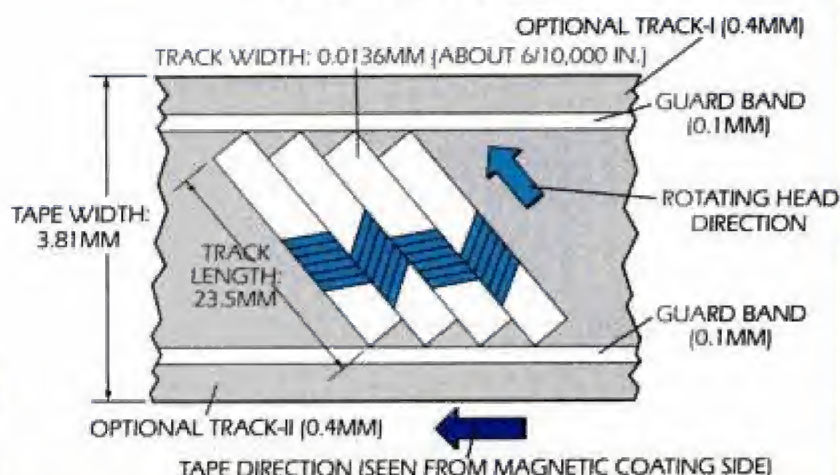 OPTIONAL TRACK-I (0.4MM)
TRACK WIDTH: 0.0136MM (ABOUT 6/10,000 IN.)
GUARD BAND
(0.1MM)
ROTATING HEAD
DIRECTION
TAPE WIDTH:
3.81MM
TRACK
LENGTH:
23.5MM
GUARD BAND
(0.1MM)
OPTIONAL TRACK-II (0.4MM)
TAPE DIRECTION (SEEN FROM MAGNETIC COATING SIDE)